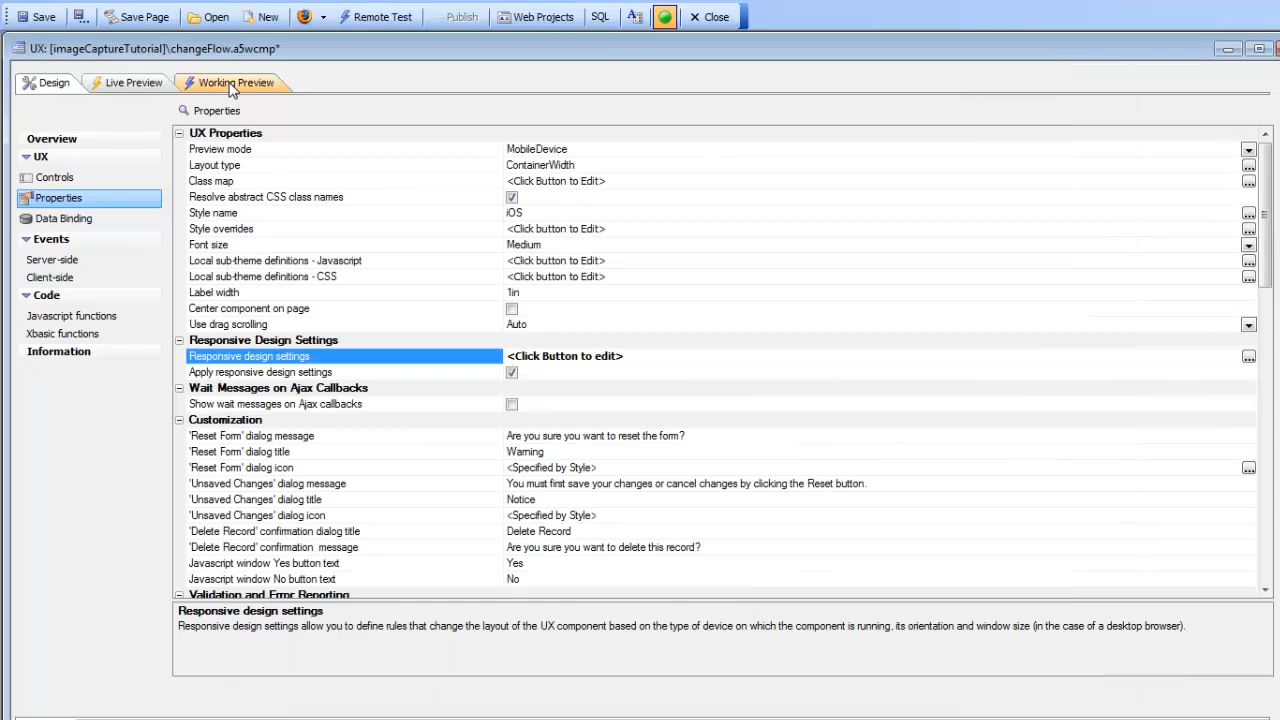 Save Save Page Open New Remote Test Publish Web Projects SQL Close
UX: [imageCaptureTutorial]\changeFlow.a5wcmp*
Design Live Preview Working Preview
Properties
Overview
UX
Controls
Properties
Data Binding
Events
Server-side
Client-side
Code
Javascript functions
Xbasic functions
Information
UX Properties
Preview mode MobileDevice
Layout type ContainerWidth
Class map <Click Button to Edit>
Resolve abstract CSS class names
Style name iOS
Style overrides <Click button to Edit>
Font size Medium
Local sub-theme definitions - Javascript <Click button to Edit>
Local sub-theme definitions - CSS <Click button to Edit>
Label width 1in
Center component on page
Use drag scrolling Auto
Responsive Design Settings
Responsive design settings <Click Button to edit>
Apply responsive design settings
Wait Messages on Ajax Callbacks
Show wait messages on Ajax callbacks
Customization
'Reset Form' dialog message Are you sure you want to reset the form?
'Reset Form' dialog title Warning
'Reset Form' dialog icon <Specified by Style>
'Unsaved Changes' dialog message You must first save your changes or cancel changes by clicking the Reset button.
'Unsaved Changes' dialog title Notice
'Unsaved Changes' dialog icon <Specified by Style>
'Delete Record' confirmation dialog title Delete Record
'Delete Record' confirmation message Are you sure you want to delete this record?
Javascript window Yes button text Yes
Javascript window No button text No
Validation and Error Reporting
Responsive design settings
Responsive design settings allow you to define rules that change the layout of the UX component based on the type of device on which the component is running, its orientation and window size (in the case of a desktop browser).